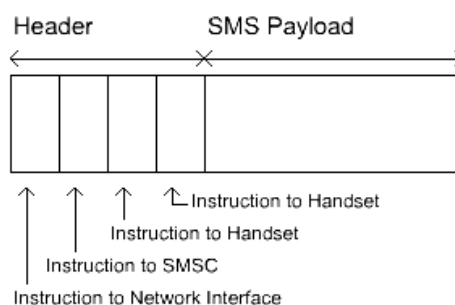 Header SMS Payload
Instruction to Handset
Instruction to Handset
Instruction to SMSC
Instruction to Network Interface